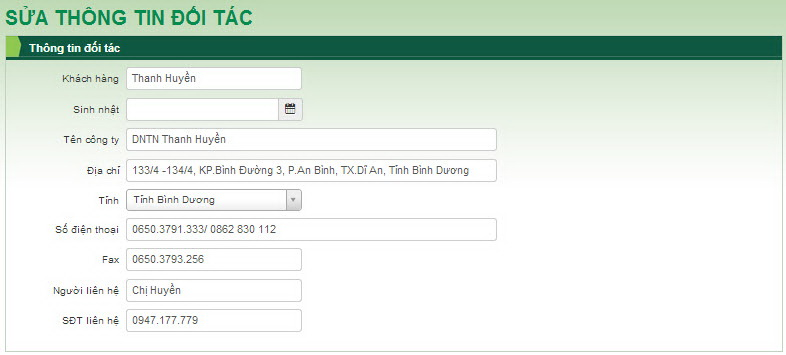 SỬA THÔNG TIN ĐỐI TÁC
Thông tin đối tác
Khách hàng Thanh Huyền
Sinh nhật
Tên công ty DNTN Thanh Huyền
Địa chỉ 133/4 -134/4, KP.Bình Đường 3, P.An Bình, TX.Dĩ An, Tỉnh Bình Dương
Tỉnh Tỉnh Bình Dương
Số điện thoại 0650.3791.333/ 0862 830 112
Fax 0650.3793.256
Người liên hệ Chị Huyền
SĐT liên hệ 0947.177.779